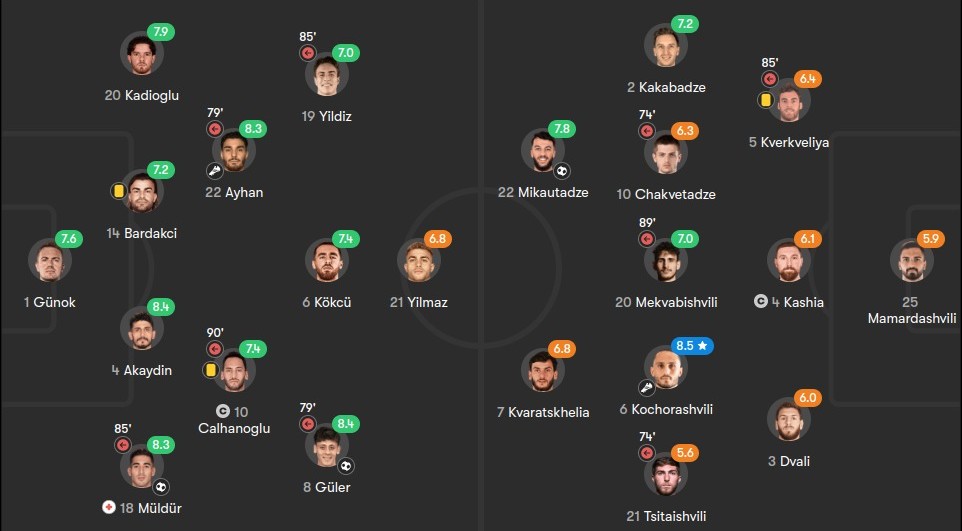 7.9
20 Kadioglu
85'
7.0
19 Yildiz
79'
8.3
22 Ayhan
7.2
14 Bardakci
7.6
1 Günok
7.4
6 Kökcü
6.8
21 Yilmaz
8.4
4 Akaydin
90'
7.4
C 10
Calhanoglu
85'
8.3
18 Müldür
79'
8.4
8 Güler
7.2
2 Kakabadze
85'
6.4
5 Kverkveliya
7.8
22 Mikautadze
74'
6.3
10 Chakvetadze
89'
7.0
20 Mekvabishvili
6.1
C 4 Kashia
5.9
25
Mamardashvili
6.8
7 Kvaratskhelia
8.5
6 Kochorashvili
6.0
3 Dvali
74'
5.6
21 Tsitaishvili